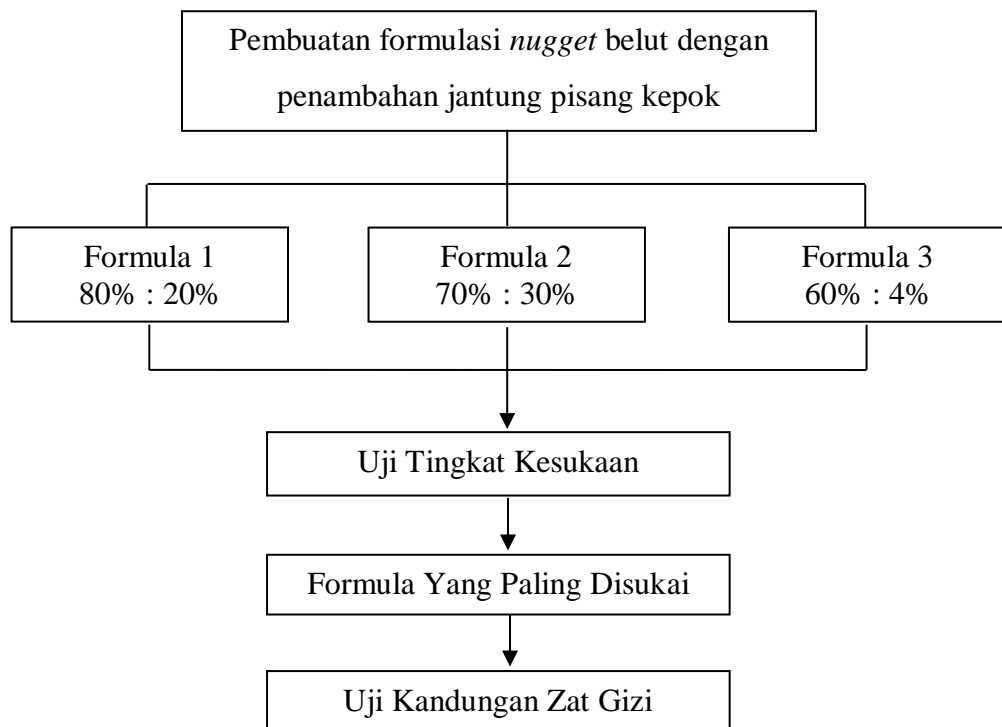 Pembuatan formulasi nugget belut dengan
penambahan jantung pisang kepok
Formula 1
80% : 20%
Formula 2
70% : 30%
Formula 3
60% : 4%
Uji Tingkat Kesukaan
Formula Yang Paling Disukai
Uji Kandungan Zat Gizi